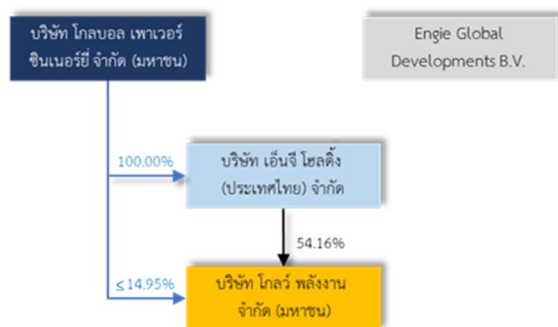 บริษัท โกลบอล เพาเวอร์
ซินเนอร์ยี่ จำกัด (มหาชน)
Engie Global
Developments B.V.
100.00%
บริษัท เอ็นจี โฮลดิ้ง
(ประเทศไทย) จำกัด
54.16%
≤14.95%
บริษัท โกลว์ พลังงาน
จำกัด (มหาชน)